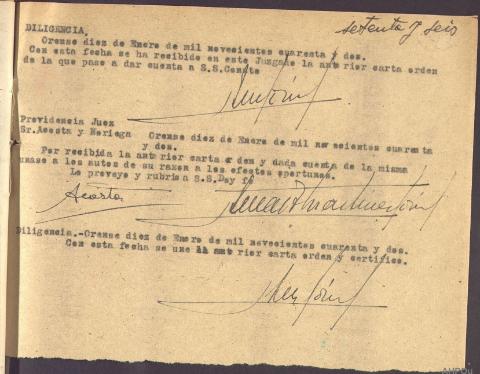 setenta y seis
DILIGENCIA.
Orense diez de Enero de mil novecientos cuarenta y dos.
Con esta fecha se ha recibido en este Juzgado la anterior carta orden
de la que paso a dar cuenta a S.S. Conste
Providencia Juez
Sr. Acosta y Noriega Orense diez de Enero de mil novecientos cuarenta
y dos.
Por recibida la anterior carta orden y dada cuenta de la misma
unase a los autos de su razon a los efectos oportunos.
Lo proveyo y rubrica S.S. Doy fé
Acosta
Diligencia.-Orense diez de Enero de mil novecientos cuarenta y dos.
Con esta fecha se une la anterior carta orden y certifico.